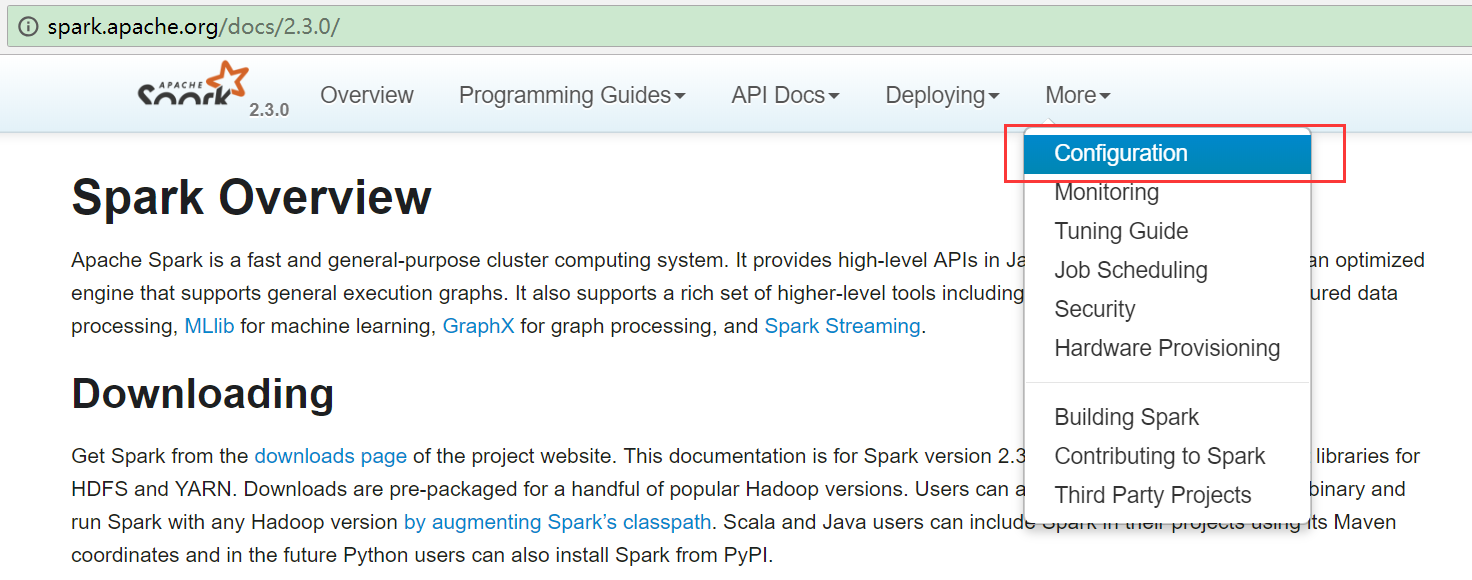 spark.apache.org/docs/2.3.0/
APACHE
Spark 2.3.0 Overview Programming Guides API Docs Deploying More
Configuration
Monitoring
Tuning Guide
Job Scheduling
Security
Hardware Provisioning
Building Spark
Contributing to Spark
Third Party Projects
Spark Overview
Apache Spark is a fast and general-purpose cluster computing system. It provides high-level APIs in an optimized
engine that supports general execution graphs. It also supports a rich set of higher-level tools including data
processing, MLlib for machine learning, GraphX for graph processing, and Spark Streaming.
Downloading
Get Spark from the downloads page of the project website. This documentation is for Spark version libraries for
HDFS and YARN. Downloads are pre-packaged for a handful of popular Hadoop versions. Users can binary and
run Spark with any Hadoop version by augmenting Spark’s classpath. Scala and Java users can include Spark in their projects using its Maven
coordinates and in the future Python users can also install Spark from PyPI.